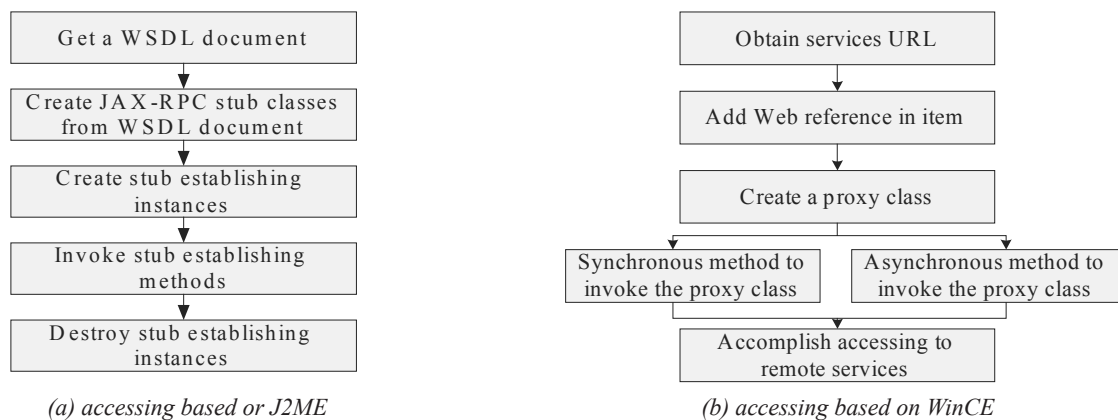 Get a WSDL document
Create JAX-RPC stub classes
from WSDL document
Create stub establishing
instances
Invoke stub establishing
methods
Destroy stub establishing
instances
(a) accessing based or J2ME
Obtain services URL
Add Web reference in item
Create a proxy class
Synchronous method to
invoke the proxy class
Asynchronous method to
invoke the proxy class
Accomplish accessing to
remote services
(b) accessing based on WinCE